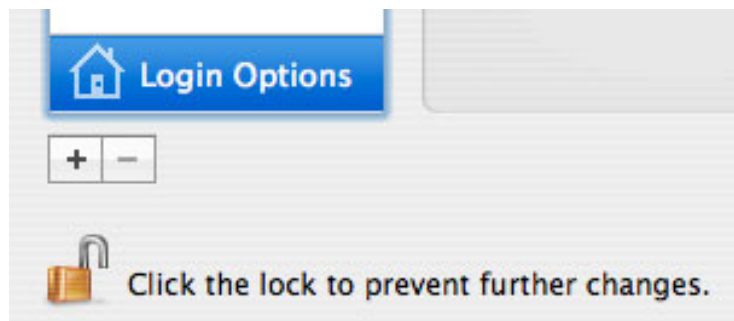 Login Options
+ −
Click the lock to prevent further changes.